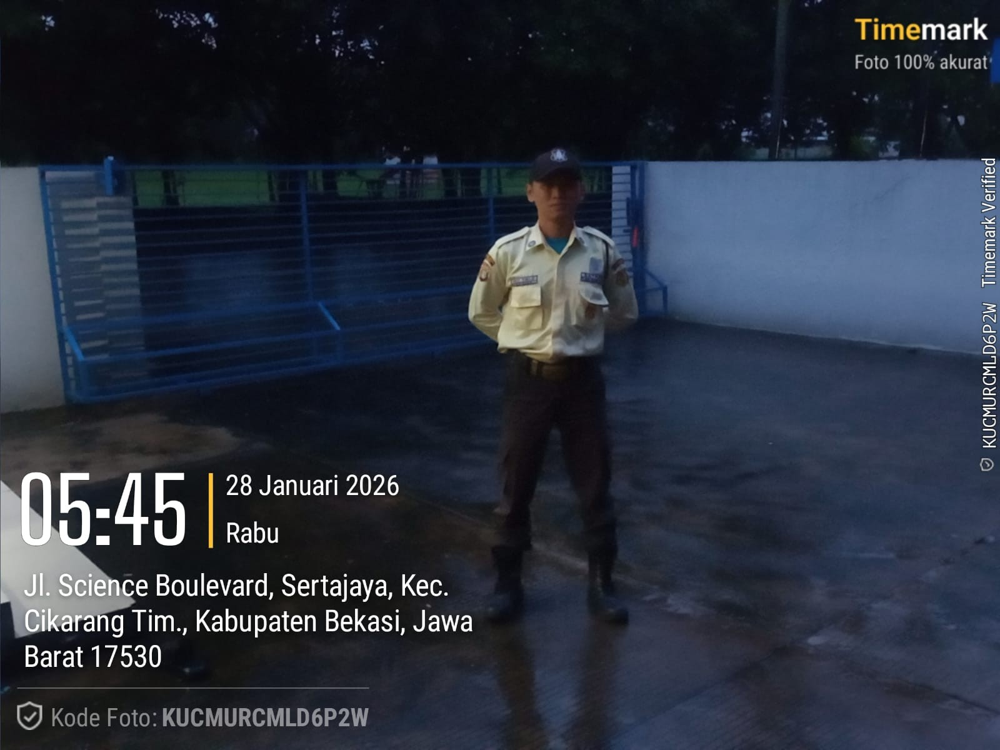 Timemark
Foto 100% akurat
KUCMURCMLD6P2W Timemark Verified
05:45
28 Januari 2026
Rabu
Jl. Science Boulevard, Sertajaya, Kec.
Cikarang Tim., Kabupaten Bekasi, Jawa
Barat 17530
Kode Foto: KUCMURCMLD6P2W